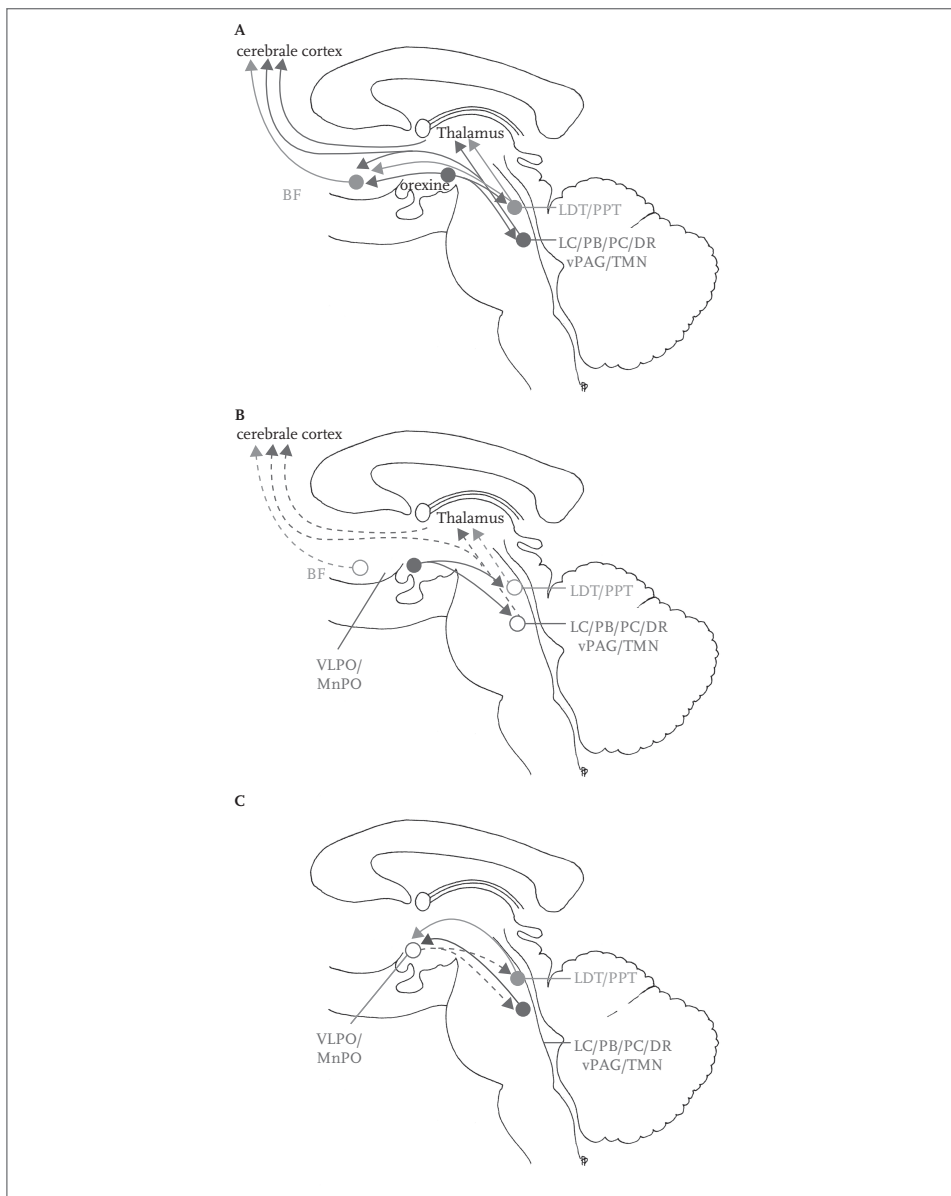 A
cerebrale cortex
Thalamus
orexine
BF
LDT/PPT
LC/PB/PC/DR
vPAG/TMN
B
cerebrale cortex
Thalamus
BF
LDT/PPT
LC/PB/PC/DR
vPAG/TMN
VLPO/
MnPO
C
LDT/PPT
VLPO/
MnPO
LC/PB/PC/DR
vPAG/TMN